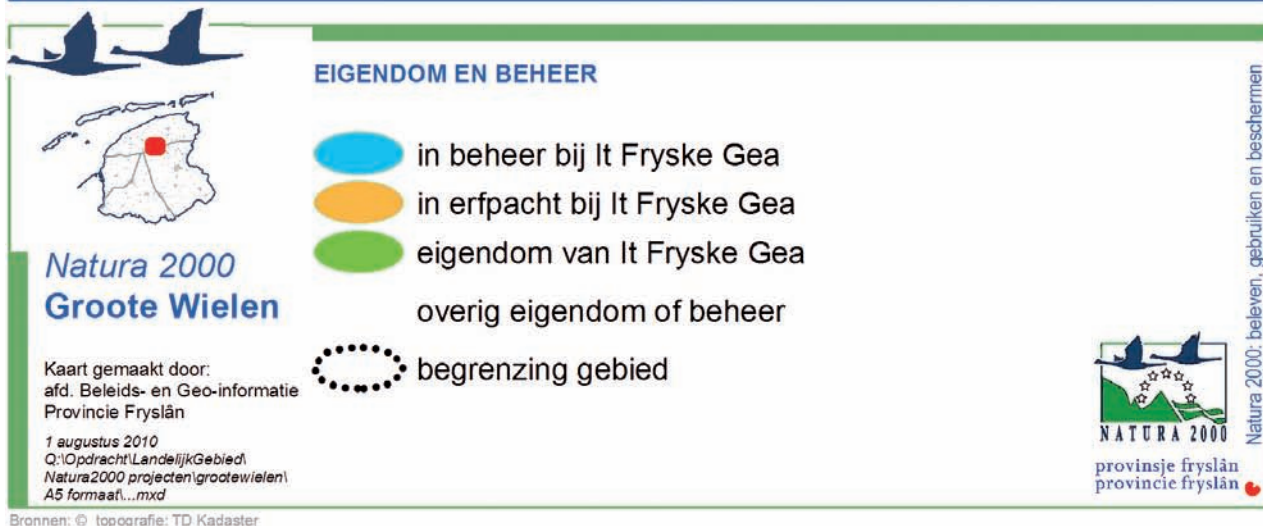 EIGENDOM EN BEHEER
in beheer bij It Fryske Gea
in erfpacht bij It Fryske Gea
eigendom van It Fryske Gea
overig eigendom of beheer
begrenzing gebied
Natura 2000
Groote Wielen
Kaart gemaakt door:
afd. Beleids- en Geo-informatie
Provincie Fryslân
1 augustus 2010
Q:\Opdracht\LandelijkGebied\
Natura2000 projecten\grootewielen\
A5 formaat\...mxd
NATURA 2000
provinsje fryslân
provincie fryslân
Natura 2000: beleven, gebruiken en beschermen
Bronnen: © topografie: TD Kadaster